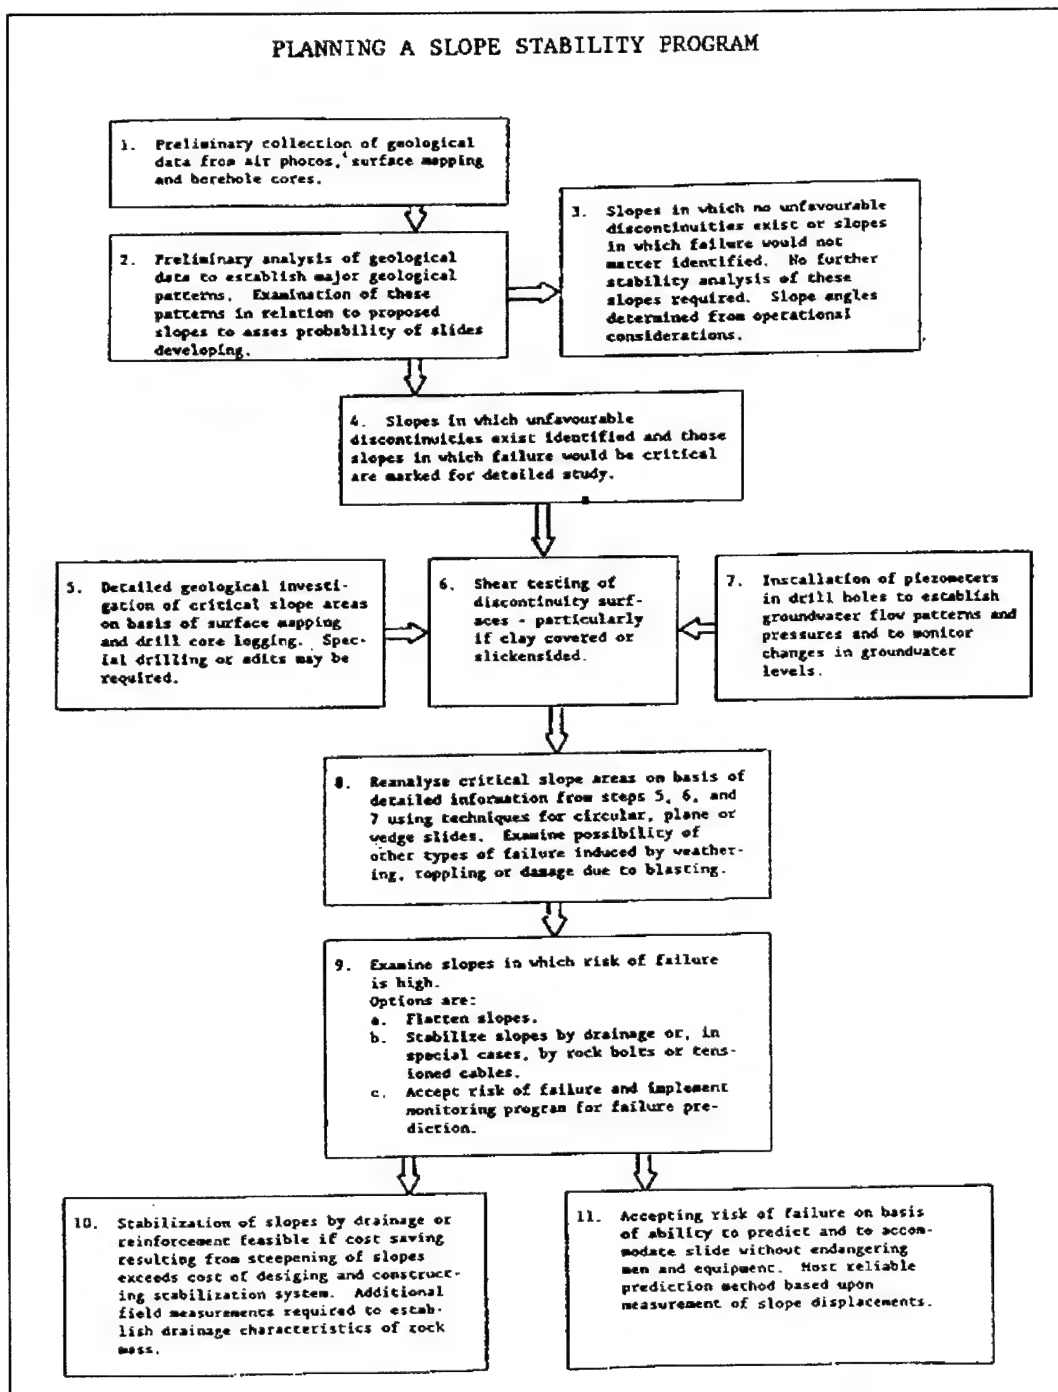 PLANNING A SLOPE STABILITY PROGRAM
1. Preliminary collection of geological
data from air photos, surface mapping
and borehole cores.
2. Preliminary analysis of geological
data to establish major geological
patterns. Examination of these
patterns in relation to proposed
slopes to asses probability of slides
developing.
3. Slopes in which no unfavourable
discontinuities exist or slopes
in which failure would not
matter identified. No further
stability analysis of these
slopes required. Slope angles
determined from operational
considerations.
4. Slopes in which unfavourable
discontinuities exist identified and those
slopes in which failure would be critical
are marked for detailed study.
5. Detailed geological investi-
gation of critical slope areas
on basis of surface mapping
and drill core logging. Spec-
ial drilling or adits may be
required.
6. Shear testing of
discontinuity surf-
aces - particularly
if clay covered or
slickensided.
7. Installation of piezometers
in drill holes to establish
groundwater flow patterns and
pressures and to monitor
changes in groundwater
levels.
8. Reanalyse critical slope areas on basis of
detailed information from steps 5, 6, and
7 using techniques for circular, plane or
wedge slides. Examine possibility of
other types of failure induced by weather-
ing, toppling or damage due to blasting.
9. Examine slopes in which risk of failure
is high.
Options are:
a. Flatten slopes.
b. Stabilize slopes by drainage or, in
special cases, by rock bolts or ten-
sioned cables.
c. Accept risk of failure and implement
monitoring program for failure pre-
diction.
10. Stabilization of slopes by drainage or
reinforcement feasible if cost saving
resulting from steepening of slopes
exceeds cost of desiging and construct-
ing stabilization system. Additional
field measurements required to estab-
lish drainage characteristics of rock
mass.
11. Accepting risk of failure on basis
of ability to predict and to accom-
modate slide without endangering
men and equipment. Most reliable
prediction method based upon
measurement of slope displacements.